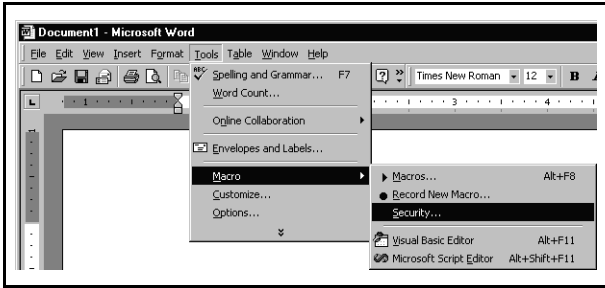 Document1 - Microsoft Word
File Edit View Insert Format Tools Table Window Help
Times New Roman 12 B
ABC Spelling and Grammar... F7
Word Count...
Online Collaboration
Envelopes and Labels...
Macro
Customize...
Options...
Macros... Alt+F8
Record New Macro...
Security...
Visual Basic Editor Alt+F11
Microsoft Script Editor Alt+Shift+F11
1 3 4